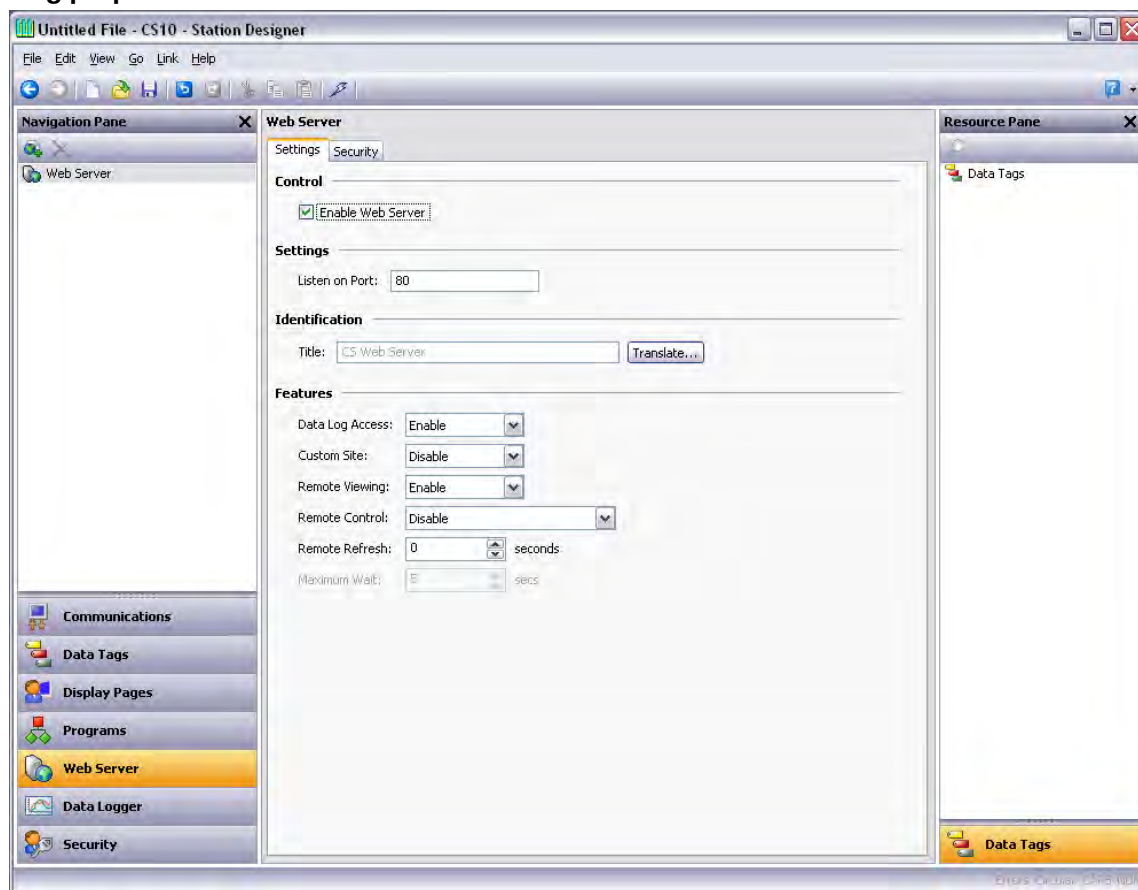 Untitled File - CS10 - Station Designer
File Edit View Go Link Help
Navigation Pane
Web Server
Web Server
Settings Security
Control
Enable Web Server
Settings
Listen on Port: 80
Identification
Title: CS Web Server Translate...
Features
Data Log Access: Enable
Custom Site: Disable
Remote Viewing: Enable
Remote Control: Disable
Remote Refresh: 0 seconds
Maximum Wait: 5 secs
Resource Pane
Data Tags
Communications
Data Tags
Display Pages
Programs
Web Server
Data Logger
Security
Data Tags